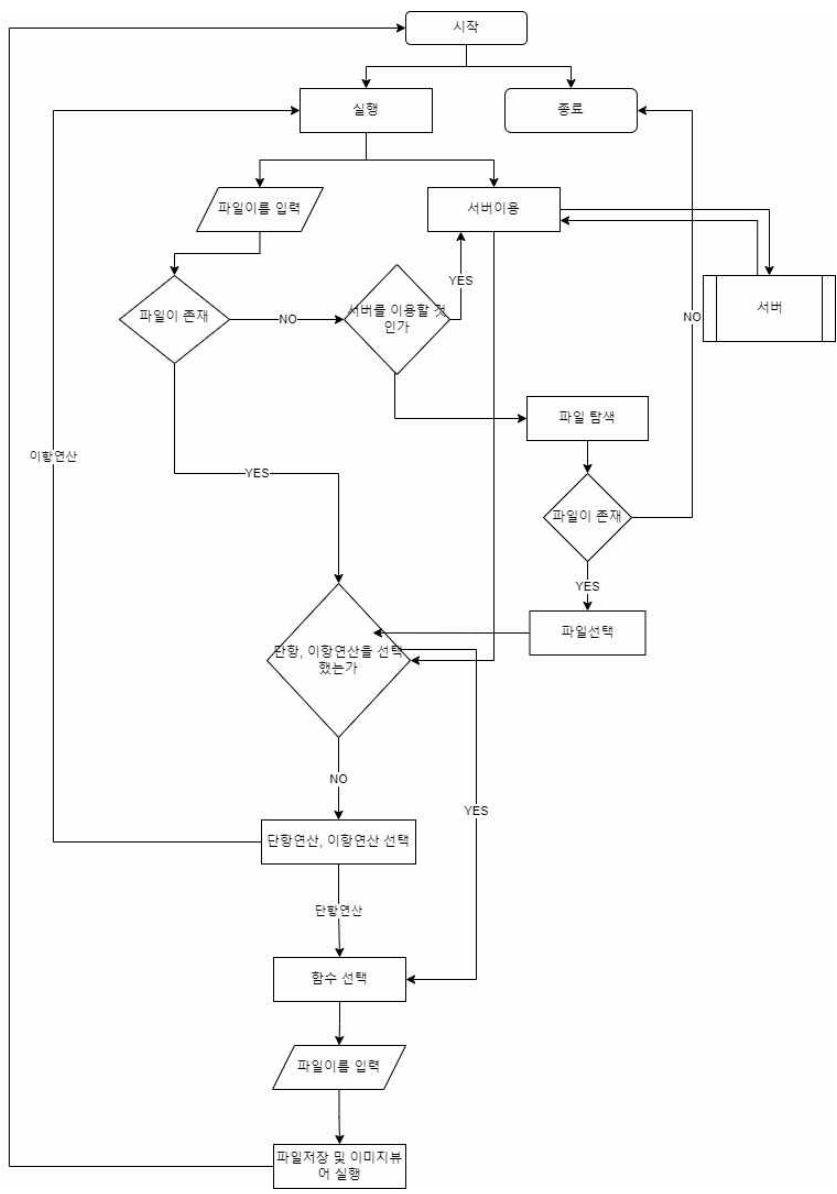 시작
실행
종료
파일이름 입력
서버이용
YES
서버
파일이 존재
NO
서버를 이용할 것
인가
NO
파일 탐색
이항연산
YES
파일이 존재
YES
파일선택
단항, 이항연산을 선택
했는가
NO
YES
단항연산, 이항연산 선택
단항연산
함수 선택
파일이름 입력
파일저장 및 이미지뷰
어 실행